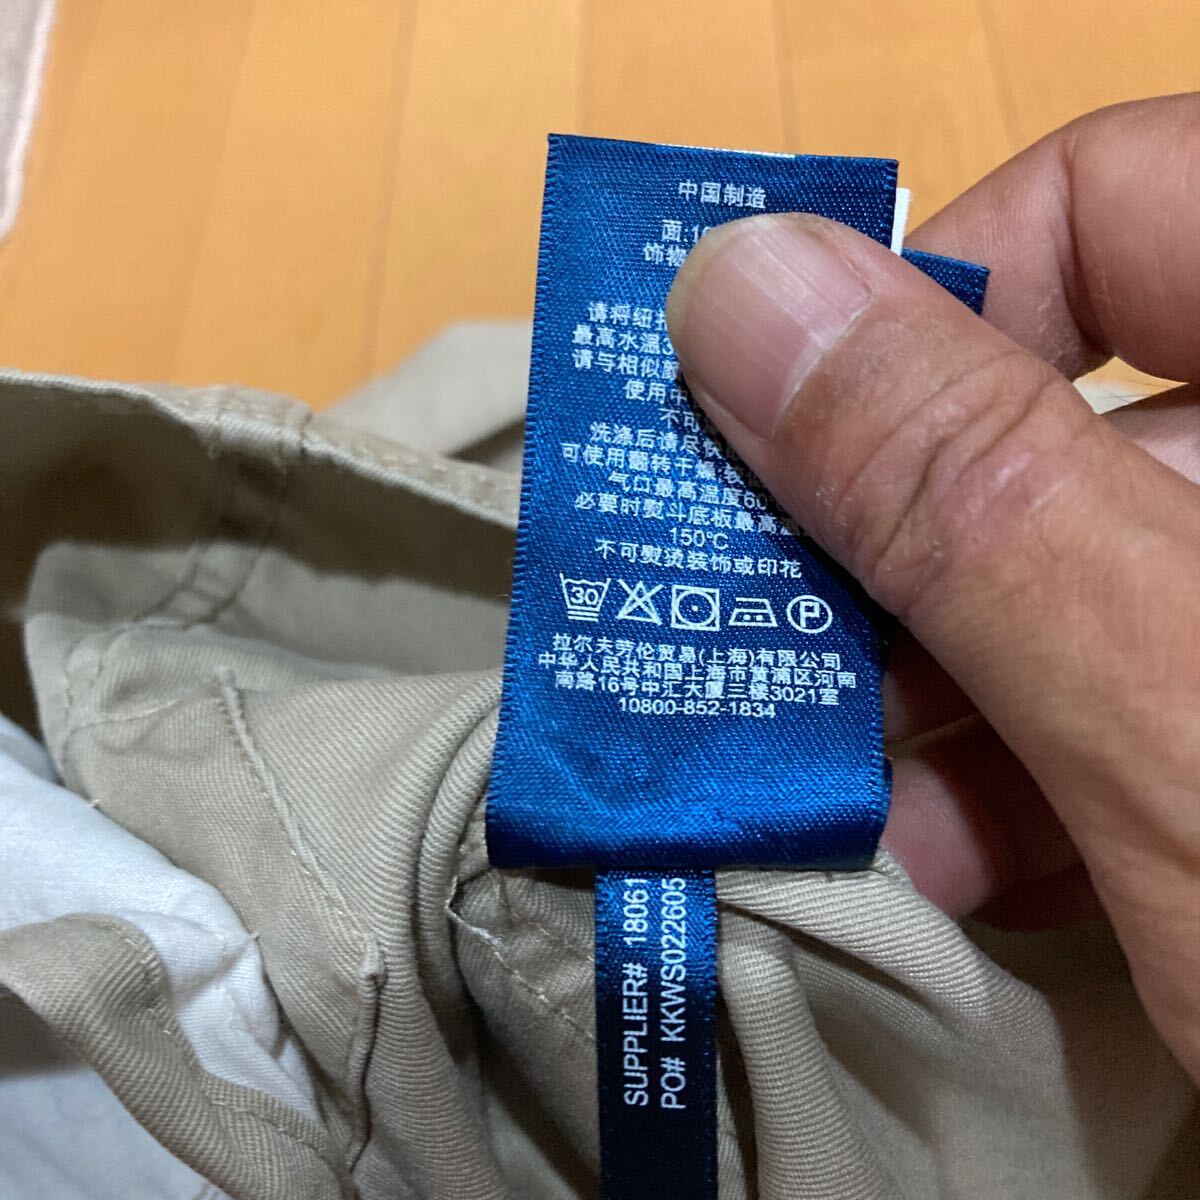 中国制造
面:10
饰物
请将纽扣
最高水温3
请与相似颜
使用中
不可
洗涤后请尽快
可使用翻转干燥,较低
气口最高温度60°
必要时熨斗底板最高温
150℃
不可熨烫装饰或印花
30 P
拉尔夫劳伦贸易(上海)有限公司
中华人民共和国上海市黄浦区河南
南路16号中汇大厦三楼3021室
10800-852-1834
SUPPLIER# 18061
PO# KKWS022605